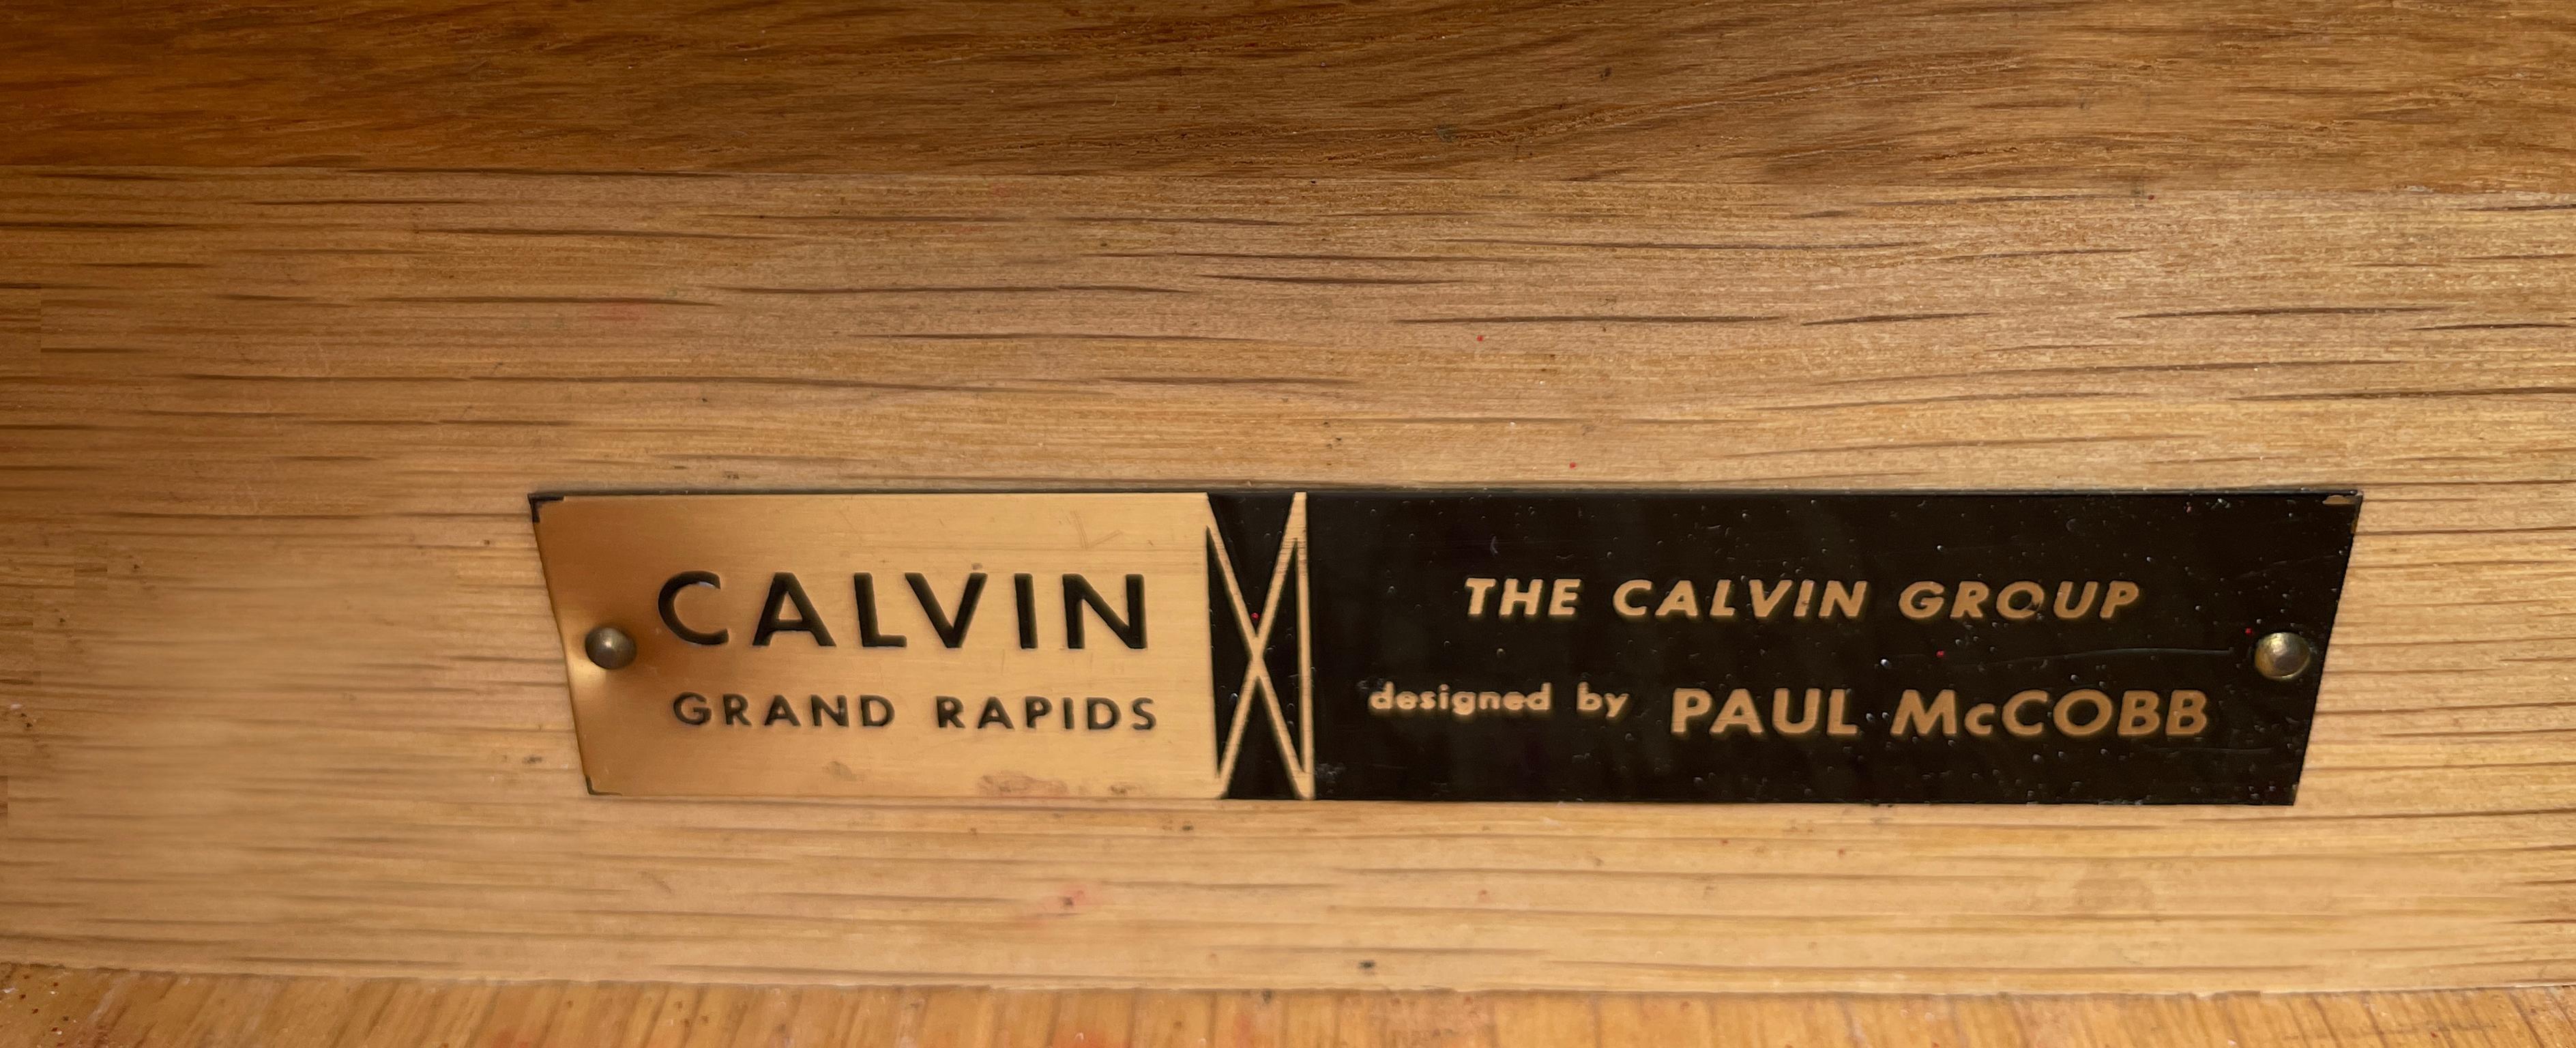 CALVIN
GRAND RAPIDS
THE CALVIN GROUP
designed by PAUL McCOBB